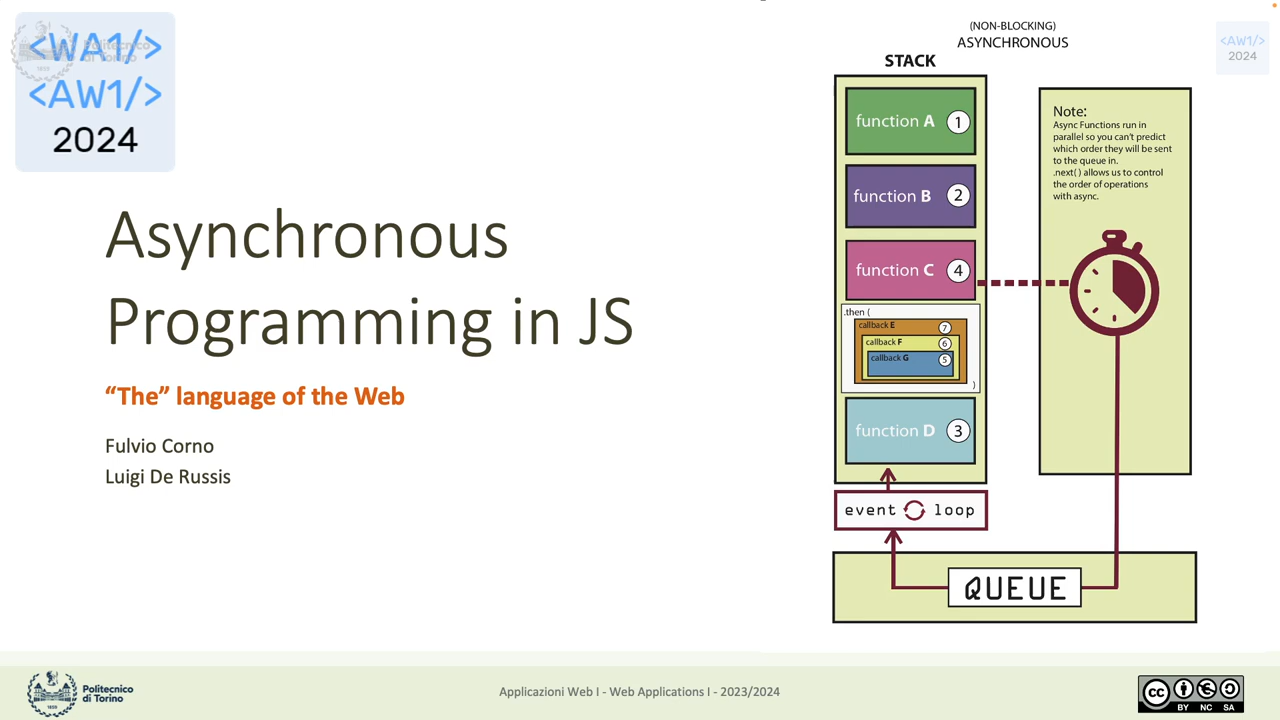 <WA1/>
<AW1/>
2024
Politecnico
di Torino
Asynchronous
Programming in JS
“The” language of the Web
Fulvio Corno
Luigi De Russis
(NON-BLOCKING)
ASYNCHRONOUS
STACK
function A 1
function B 2
function C 4
.then (
callback E 7
callback F 6
callback G 5
)
function D 3
event loop
QUEUE
Note:
Async Functions run in
parallel so you can't predict
which order they will be sent
to the queue in.
.next( ) allows us to control
the order of operations
with async.
<AW1/>
2024
Politecnico
di Torino
Applicazioni Web I - Web Applications I - 2023/2024
cc
BY NC SA